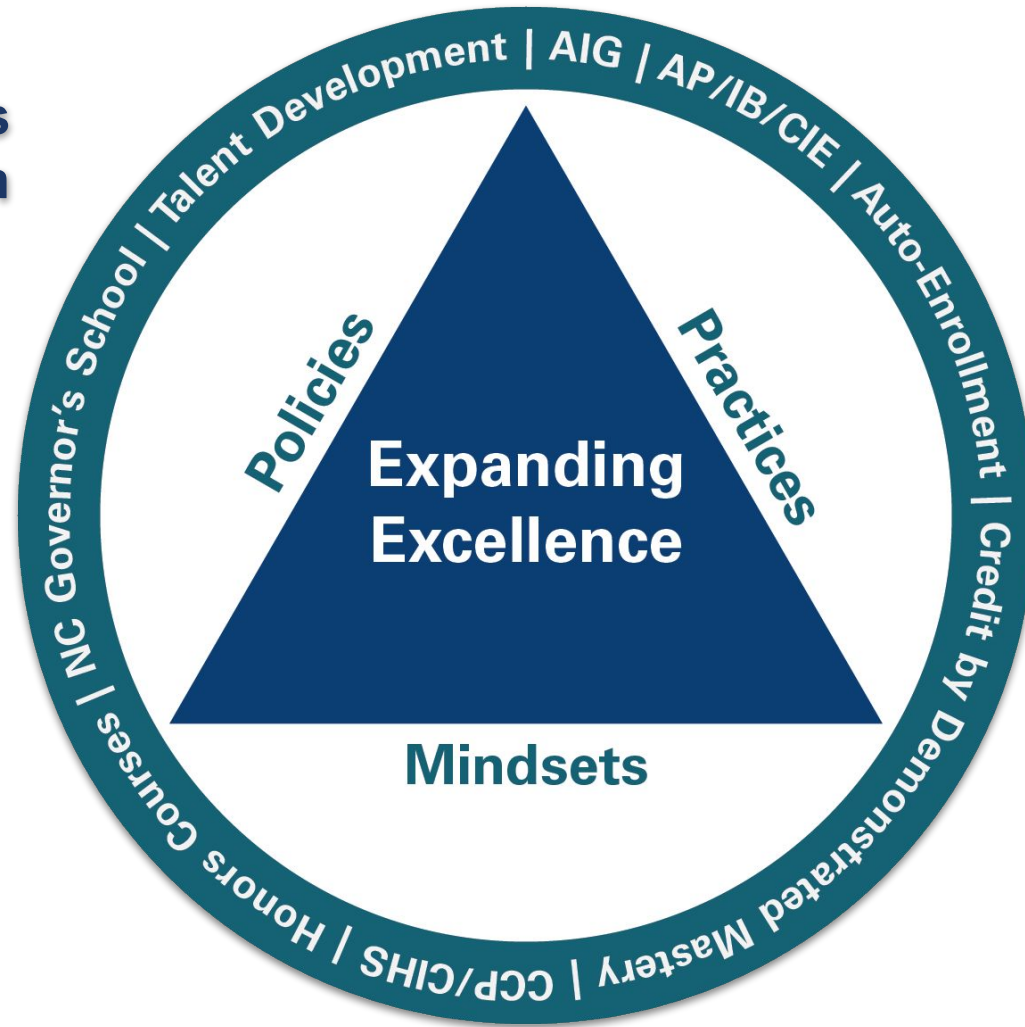 Talent Development | AIG | AP/IB/CIE | Auto-Enrollment | Credit by Demonstrated Mastery | CCP/CIHS | Honors Courses | NC Governor's School |
Policies
Practices
Expanding
Excellence
Mindsets